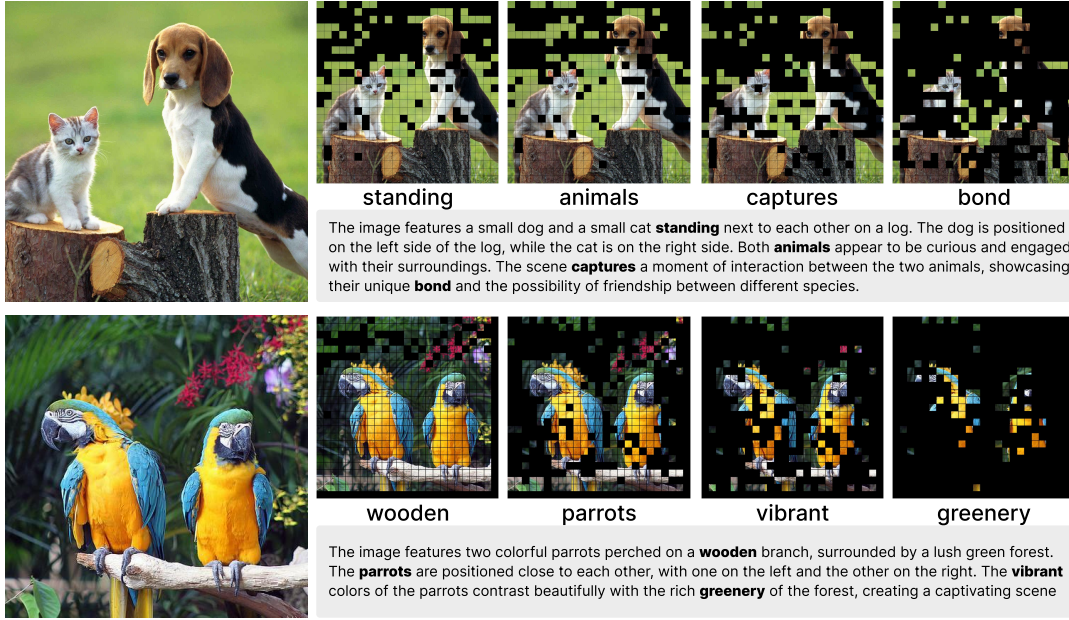 standing
animals
captures
bond
The image features a small dog and a small cat standing next to each other on a log. The dog is positioned
on the left side of the log, while the cat is on the right side. Both animals appear to be curious and engaged
with their surroundings. The scene captures a moment of interaction between the two animals, showcasing
their unique bond and the possibility of friendship between different species.
wooden
parrots
vibrant
greenery
The image features two colorful parrots perched on a wooden branch, surrounded by a lush green forest.
The parrots are positioned close to each other, with one on the left and the other on the right. The vibrant
colors of the parrots contrast beautifully with the rich greenery of the forest, creating a captivating scene